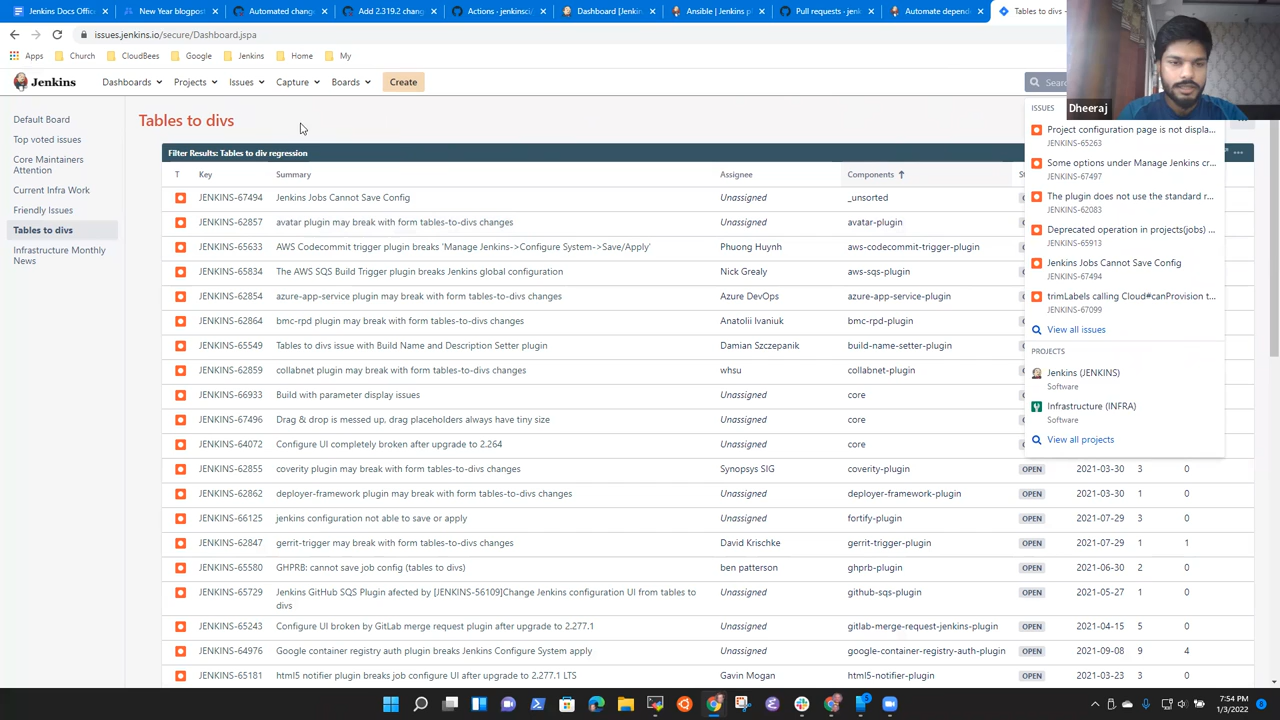 Jenkins Docs Office
New Year blogpost
Automated change
Add 2.319.2 change
Actions · jenkinsci/
Dashboard [Jenkins
Ansible | Jenkins pl
Pull requests · jenk
Automate depende
Tables to divs -
issues.jenkins.io/secure/Dashboard.jspa
Apps
Church
CloudBees
Google
Jenkins
Home
My
Jenkins
Dashboards
Projects
Issues
Capture
Boards
Create
Dheeraj
Default Board
Top voted issues
Core Maintainers
Attention
Current Infra Work
Friendly Issues
Tables to divs
Infrastructure Monthly
News
Tables to divs
Filter Results: Tables to div regression
T Key Summary Assignee Components
JENKINS-67494 Jenkins Jobs Cannot Save Config Unassigned _unsorted
JENKINS-62857 avatar plugin may break with form tables-to-divs changes Unassigned avatar-plugin
JENKINS-65633 AWS Codecommit trigger plugin breaks 'Manage Jenkins->Configure System->Save/Apply' Phuong Huynh aws-codecommit-trigger-plugin
JENKINS-65834 The AWS SQS Build Trigger plugin breaks Jenkins global configuration Nick Grealy aws-sqs-plugin
JENKINS-62854 azure-app-service plugin may break with form tables-to-divs changes Azure DevOps azure-app-service-plugin
JENKINS-62864 bmc-rpd plugin may break with form tables-to-divs changes Anatolii Ivaniuk bmc-rpd-plugin
JENKINS-65549 Tables to divs issue with Build Name and Description Setter plugin Damian Szczepanik build-name-setter-plugin
JENKINS-62859 collabnet plugin may break with form tables-to-divs changes whsu collabnet-plugin
JENKINS-66933 Build with parameter display issues Unassigned core
JENKINS-67496 Drag & drop is messed up, drag placeholders always have tiny size Unassigned core
JENKINS-64072 Configure UI completely broken after upgrade to 2.264 Unassigned core
JENKINS-62855 coverity plugin may break with form tables-to-divs changes Synopsys SIG coverity-plugin OPEN 2021-03-30 3 0
JENKINS-62862 deployer-framework plugin may break with form tables-to-divs changes Unassigned deployer-framework-plugin OPEN 2021-03-30 1 0
JENKINS-66125 jenkins configuration not able to save or apply Unassigned fortify-plugin OPEN 2021-07-29 3 0
JENKINS-62847 gerrit-trigger may break with form tables-to-divs changes David Krischke gerrit-trigger-plugin OPEN 2021-07-29 1 1
JENKINS-65580 GHPRB: cannot save job config (tables to divs) ben patterson ghprb-plugin OPEN 2021-06-30 2 0
JENKINS-65729 Jenkins GitHub SQS Plugin afected by [JENKINS-56109]Change Jenkins configuration UI from tables to Unassigned github-sqs-plugin OPEN 2021-05-27 1 0
divs
JENKINS-65243 Configure UI broken by GitLab merge request plugin after upgrade to 2.277.1 Unassigned gitlab-merge-request-jenkins-plugin OPEN 2021-04-15 5 0
JENKINS-64976 Google container registry auth plugin breaks Jenkins Configure System apply Unassigned google-container-registry-auth-plugin OPEN 2021-09-08 9 4
JENKINS-65181 html5 notifier plugin breaks job configure UI after upgrade to 2.277.1 LTS Gavin Mogan html5-notifier-plugin OPEN 2021-03-30 3 0
ISSUES
Project configuration page is not displa...
JENKINS-65263
Some options under Manage Jenkins cr...
JENKINS-67497
The plugin does not use the standard r...
JENKINS-62083
Deprecated operation in projects(jobs) ...
JENKINS-65913
Jenkins Jobs Cannot Save Config
JENKINS-67494
trimLabels calling Cloud#canProvision t...
JENKINS-67099
View all issues
PROJECTS
Jenkins (JENKINS)
Software
Infrastructure (INFRA)
Software
View all projects
7:54 PM
1/3/2022